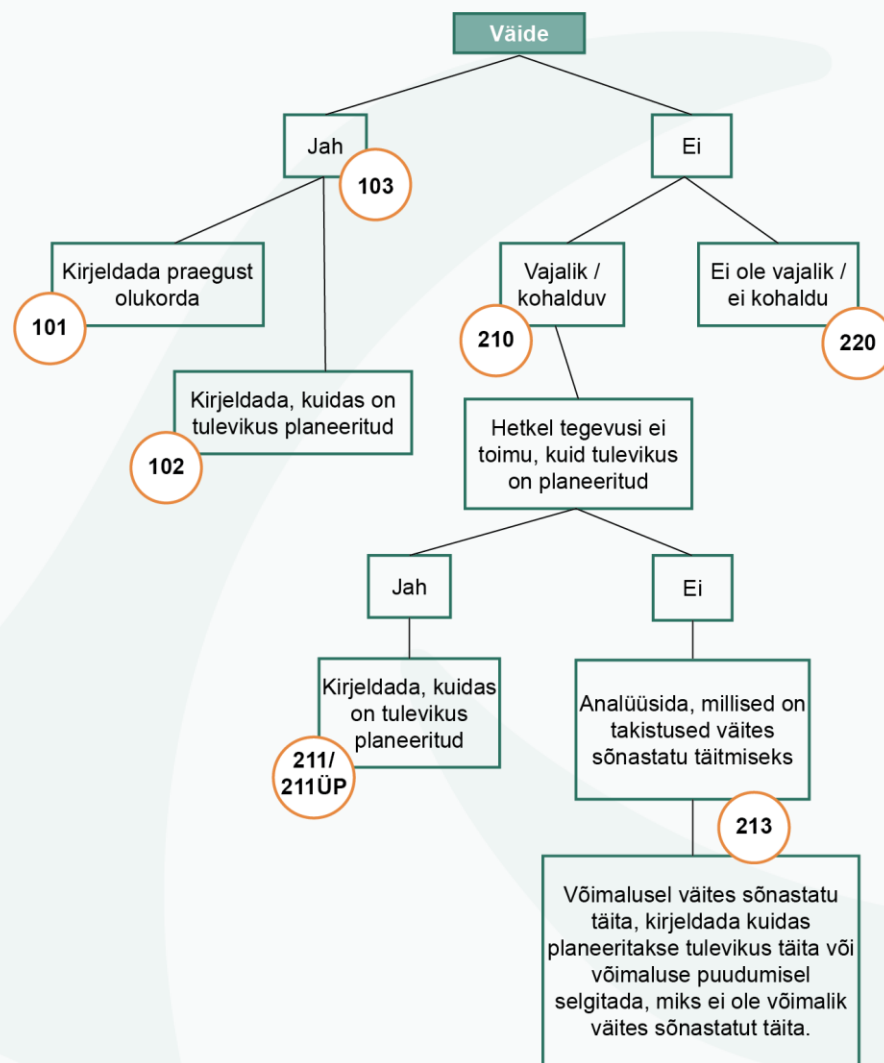 Väide
Jah
103
Ei
Kirjeldada praegust
olukorda
101
Vajalik /
kohalduv
210
Ei ole vajalik /
ei kohaldu
220
Kirjeldada, kuidas on
tulevikus planeeritud
102
Hetkel tegevusi ei
toimu, kuid tulevikus
on planeeritud
Jah
Ei
Kirjeldada, kuidas
on tulevikus
planeeritud
211/
211ÜP
Analüüsida, millised on
takistused väites
sõnastatu täitmiseks
213
Võimalusel väites sõnastatu
täita, kirjeldada kuidas
planeeritakse tulevikus täita või
võimaluse puudumisel
selgitada, miks ei ole võimalik
väites sõnastatut täita.